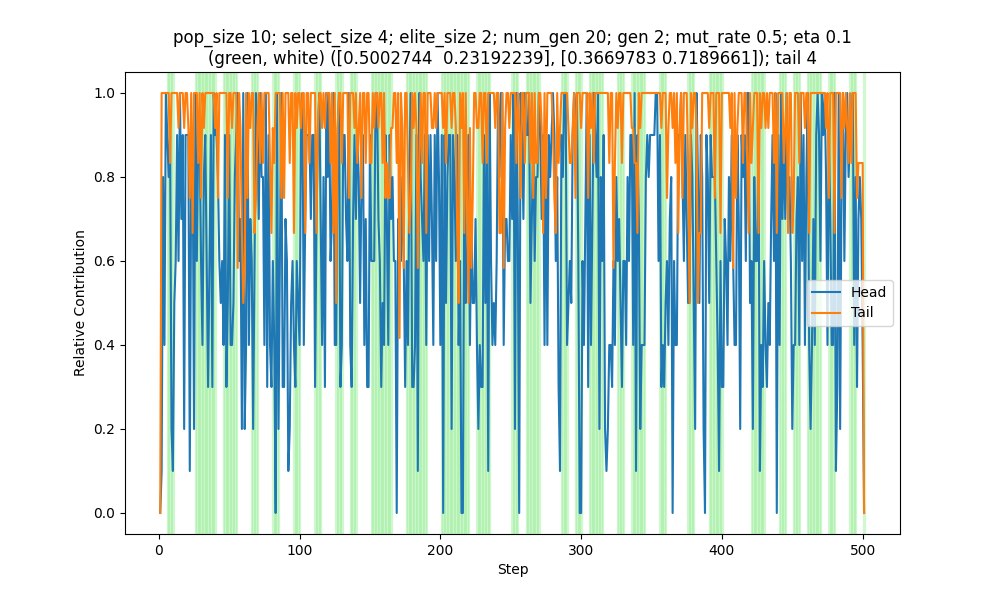 pop_size 10; select_size 4; elite_size 2; num_gen 20; gen 2; mut_rate 0.5; eta 0.1
(green, white) ([0.5002744  0.23192239], [0.3669783 0.7189661]); tail 4
1.0
0.8
0.6
0.4
0.2
0.0
Relative Contribution
Head
Tail
0
100
200
300
400
500
Step